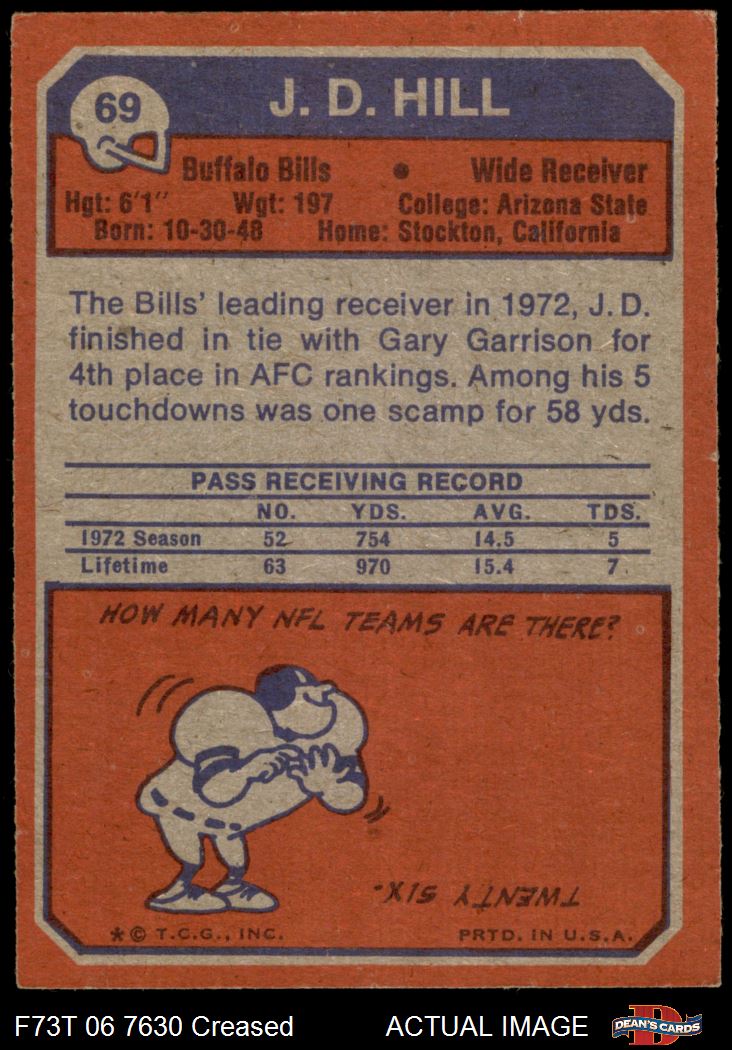 69
J. D. HILL
Buffalo Bills • Wide Receiver
Hgt: 6'1" Wgt: 197 College: Arizona State
Born: 10-30-48 Home: Stockton, California
The Bills' leading receiver in 1972, J. D.
finished in tie with Gary Garrison for
4th place in AFC rankings. Among his 5
touchdowns was one scamp for 58 yds.
PASS RECEIVING RECORD
NO. YDS. AVG. TDS.
1972 Season 52 754 14.5 5
Lifetime 63 970 15.4 7
HOW MANY NFL TEAMS ARE THERE?
TWENTY SIX.
* © T.C.G., INC. PRTD. IN U.S.A.
F73T 06 7630 Creased ACTUAL IMAGE DEAN'S CARDS